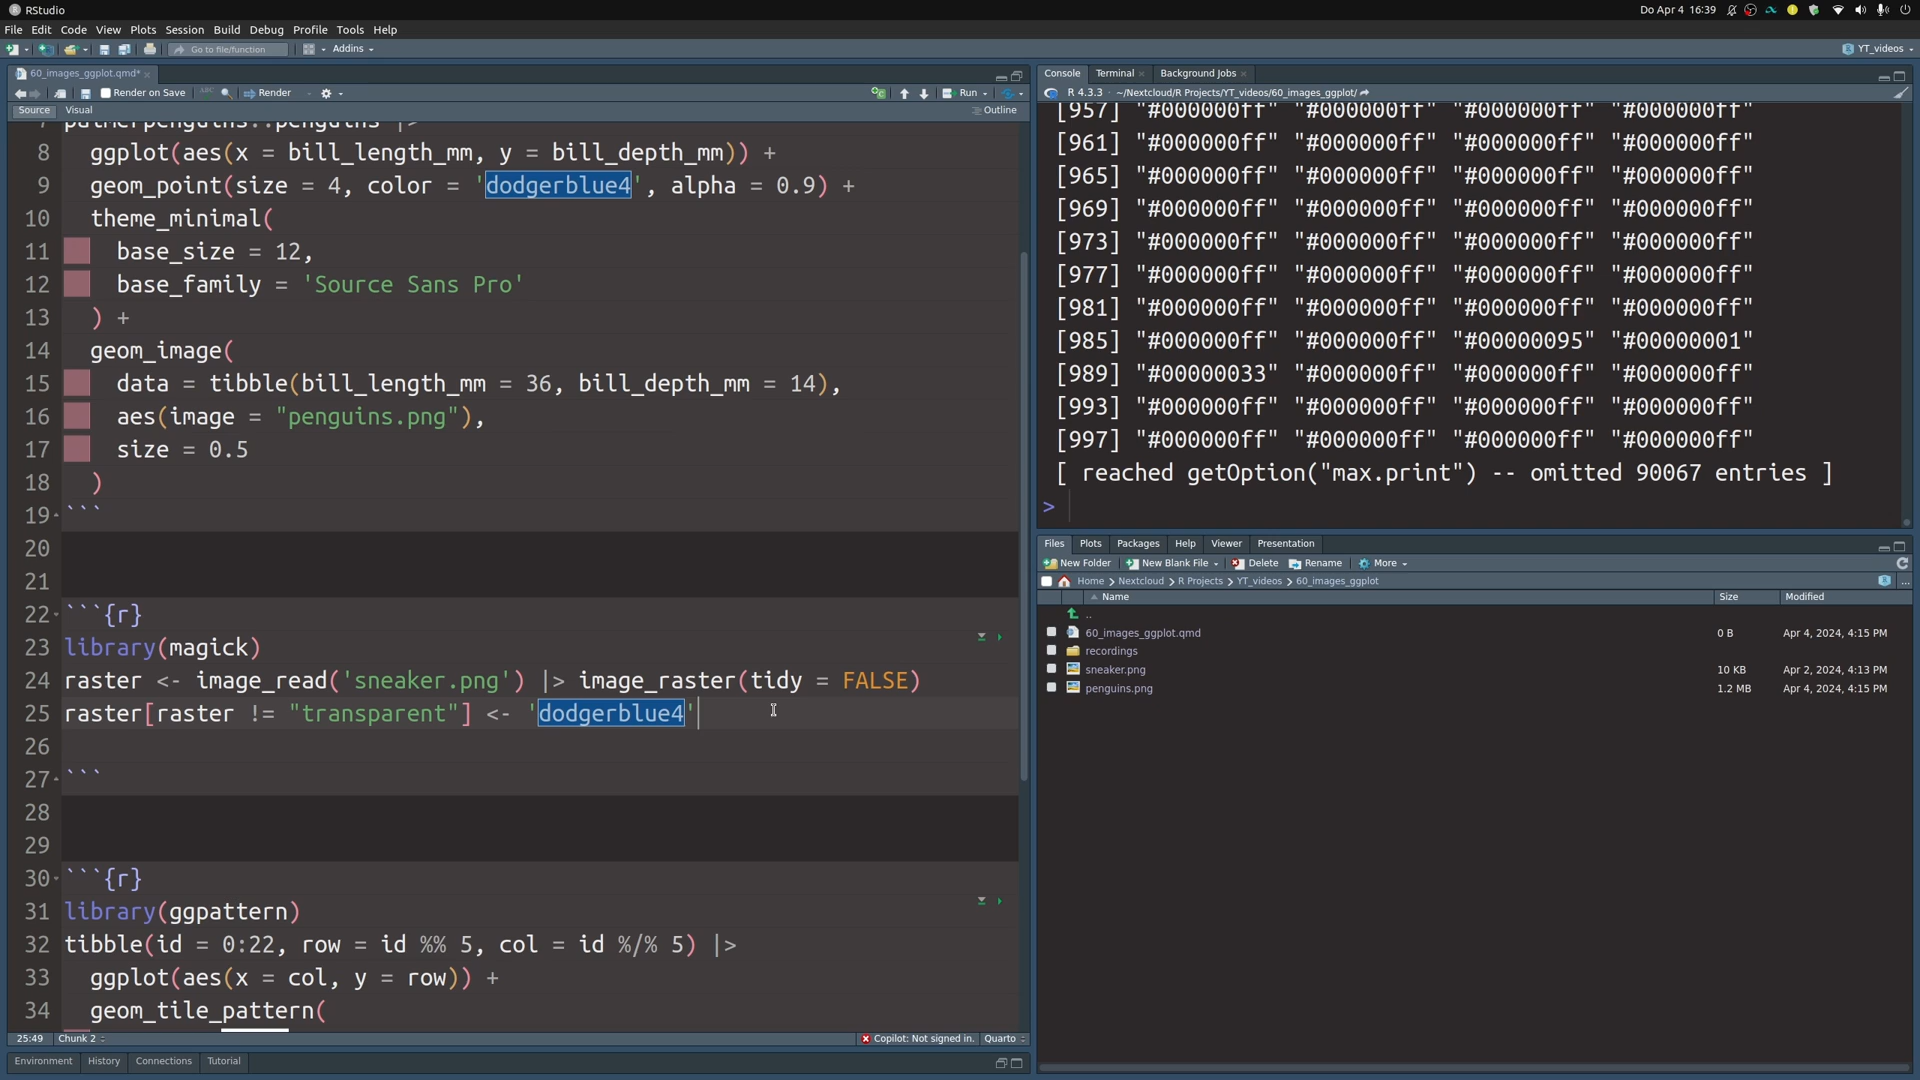 RStudio
Do Apr 4 16:39
File Edit Code View Plots Session Build Debug Profile Tools Help
Go to file/function Addins YT_videos
60_images_ggplot.qmd*
Render on Save ABC Render Run
Source Visual Outline
7 palmerpenguins::penguins |>
8 ggplot(aes(x = bill_length_mm, y = bill_depth_mm)) +
9 geom_point(size = 4, color = 'dodgerblue4', alpha = 0.9) +
10 theme_minimal(
11 base_size = 12,
12 base_family = 'Source Sans Pro'
13 ) +
14 geom_image(
15 data = tibble(bill_length_mm = 36, bill_depth_mm = 14),
16 aes(image = "penguins.png"),
17 size = 0.5
18 )
19 ```
20
21
22 ```{r}
23 library(magick)
24 raster <- image_read('sneaker.png') |> image_raster(tidy = FALSE)
25 raster[raster != "transparent"] <- 'dodgerblue4'
26
27 ```
28
29
30 ```{r}
31 library(ggpattern)
32 tibble(id = 0:22, row = id %% 5, col = id %/% 5) |>
33 ggplot(aes(x = col, y = row)) +
34 geom_tile_pattern(
25:49 Chunk 2 Copilot: Not signed in. Quarto
Environment History Connections Tutorial
Console Terminal Background Jobs
R 4.3.3 · ~/Nextcloud/R Projects/YT_videos/60_images_ggplot/
[957] "#000000ff" "#000000ff" "#000000ff" "#000000ff"
[961] "#000000ff" "#000000ff" "#000000ff" "#000000ff"
[965] "#000000ff" "#000000ff" "#000000ff" "#000000ff"
[969] "#000000ff" "#000000ff" "#000000ff" "#000000ff"
[973] "#000000ff" "#000000ff" "#000000ff" "#000000ff"
[977] "#000000ff" "#000000ff" "#000000ff" "#000000ff"
[981] "#000000ff" "#000000ff" "#000000ff" "#000000ff"
[985] "#000000ff" "#000000ff" "#00000095" "#00000001"
[989] "#00000033" "#000000ff" "#000000ff" "#000000ff"
[993] "#000000ff" "#000000ff" "#000000ff" "#000000ff"
[997] "#000000ff" "#000000ff" "#000000ff" "#000000ff"
[ reached getOption("max.print") -- omitted 90067 entries ]
>
Files Plots Packages Help Viewer Presentation
New Folder New Blank File Delete Rename More
Home Nextcloud R Projects YT_videos 60_images_ggplot ...
Name Size Modified
..
60_images_ggplot.qmd 0 B Apr 4, 2024, 4:15 PM
recordings
sneaker.png 10 KB Apr 2, 2024, 4:13 PM
penguins.png 1.2 MB Apr 4, 2024, 4:15 PM